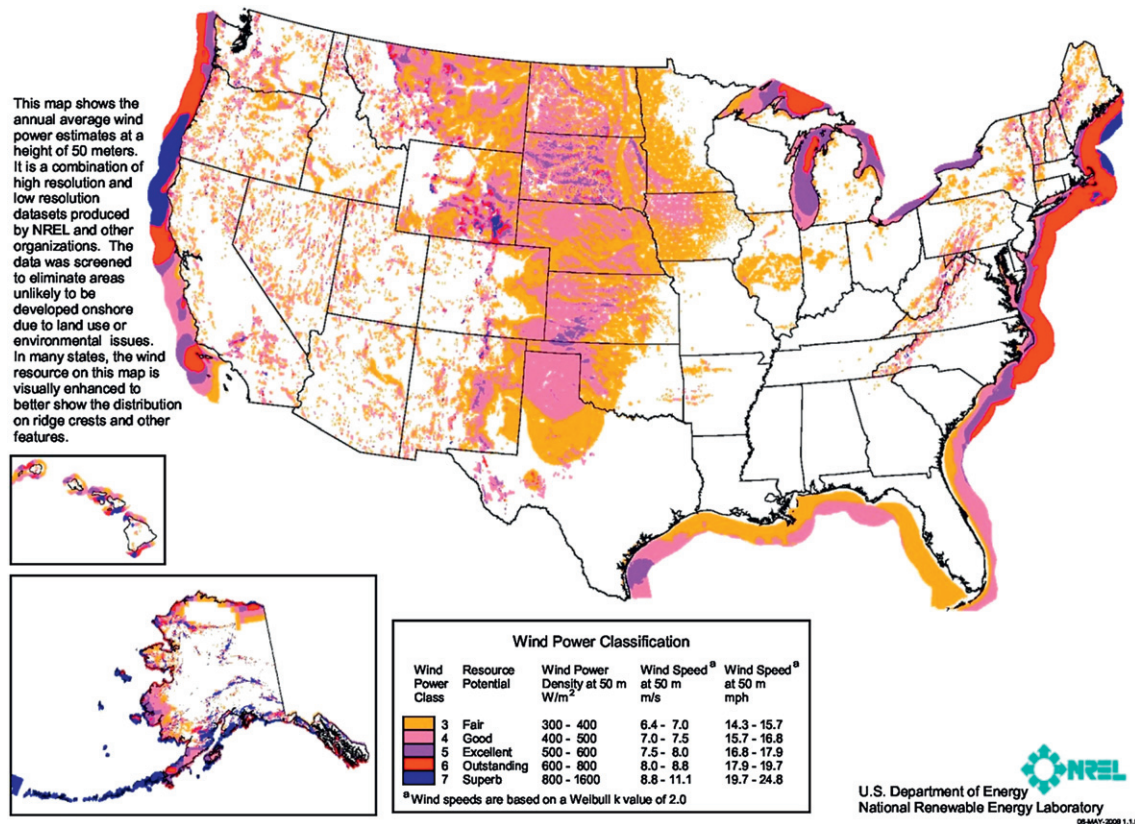 This map shows the
annual average wind
power estimates at a
height of 50 meters.
It is a combination of
high resolution and
low resolution
datasets produced
by NREL and other
organizations. The
data was screened
to eliminate areas
unlikely to be
developed onshore
due to land use or
environmental issues.
In many states, the wind
resource on this map is
visually enhanced to
better show the distribution
on ridge crests and other
features.
Wind Power Classification
Wind Power Class Resource Potential Wind Power Density at 50 m W/m² Wind Speed ᵃ at 50 m m/s Wind Speed ᵃ at 50 m mph
3 Fair 300 - 400 6.4 - 7.0 14.3 - 15.7
4 Good 400 - 500 7.0 - 7.5 15.7 - 16.8
5 Excellent 500 - 600 7.5 - 8.0 16.8 - 17.9
6 Outstanding 600 - 800 8.0 - 8.8 17.9 - 19.7
7 Superb 800 - 1600 8.8 - 11.1 19.7 - 24.8
ᵃ Wind speeds are based on a Weibull k value of 2.0
NREL
U.S. Department of Energy
National Renewable Energy Laboratory